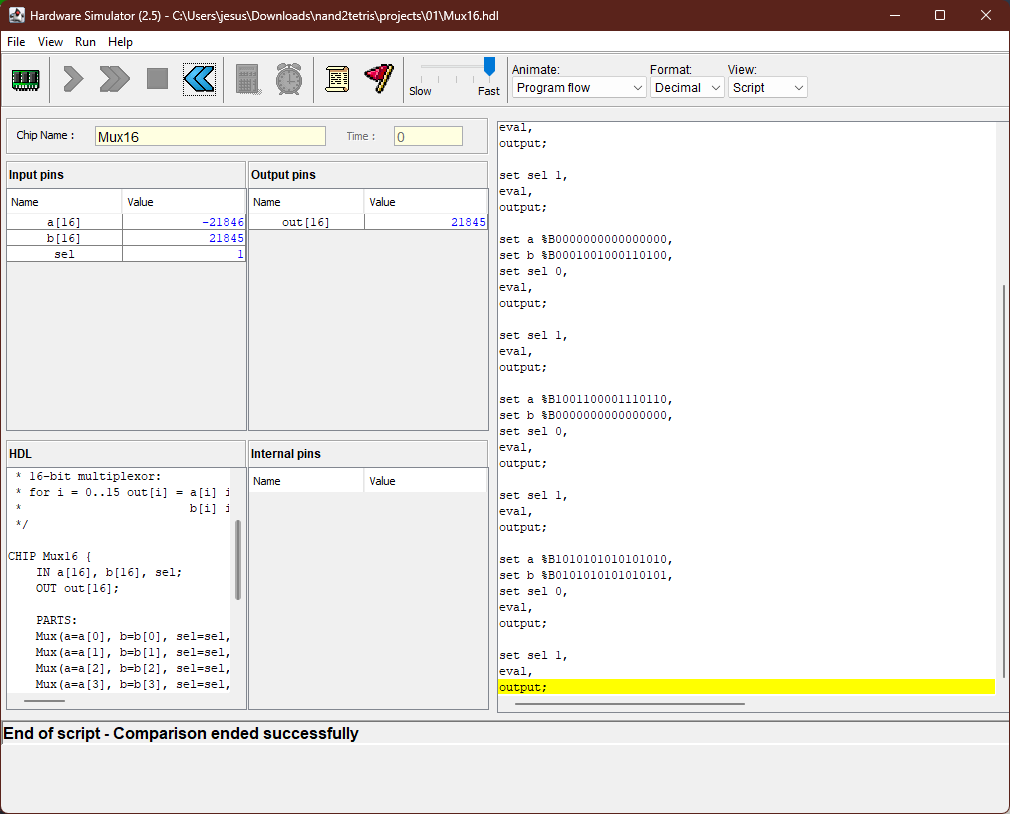 Hardware Simulator (2.5) - C:\Users\jesus\Downloads\nand2tetris\projects\01\Mux16.hdl
File View Run Help
Slow Fast
Animate: Format: View:
Program flow Decimal Script
Chip Name : Mux16 Time : 0
Input pins
Name Value
a[16] -21846
b[16] 21845
sel 1
Output pins
Name Value
out[16] 21845
HDL
* 16-bit multiplexor:
* for i = 0..15 out[i] = a[i] i
* b[i] i
*/
CHIP Mux16 {
IN a[16], b[16], sel;
OUT out[16];
PARTS:
Mux(a=a[0], b=b[0], sel=sel,
Mux(a=a[1], b=b[1], sel=sel,
Mux(a=a[2], b=b[2], sel=sel,
Mux(a=a[3], b=b[3], sel=sel,
Internal pins
Name Value
eval,
output;
set sel 1,
eval,
output;
set a %B0000000000000000,
set b %B0001001000110100,
set sel 0,
eval,
output;
set sel 1,
eval,
output;
set a %B1001100001110110,
set b %B0000000000000000,
set sel 0,
eval,
output;
set sel 1,
eval,
output;
set a %B1010101010101010,
set b %B0101010101010101,
set sel 0,
eval,
output;
set sel 1,
eval,
output;
End of script - Comparison ended successfully